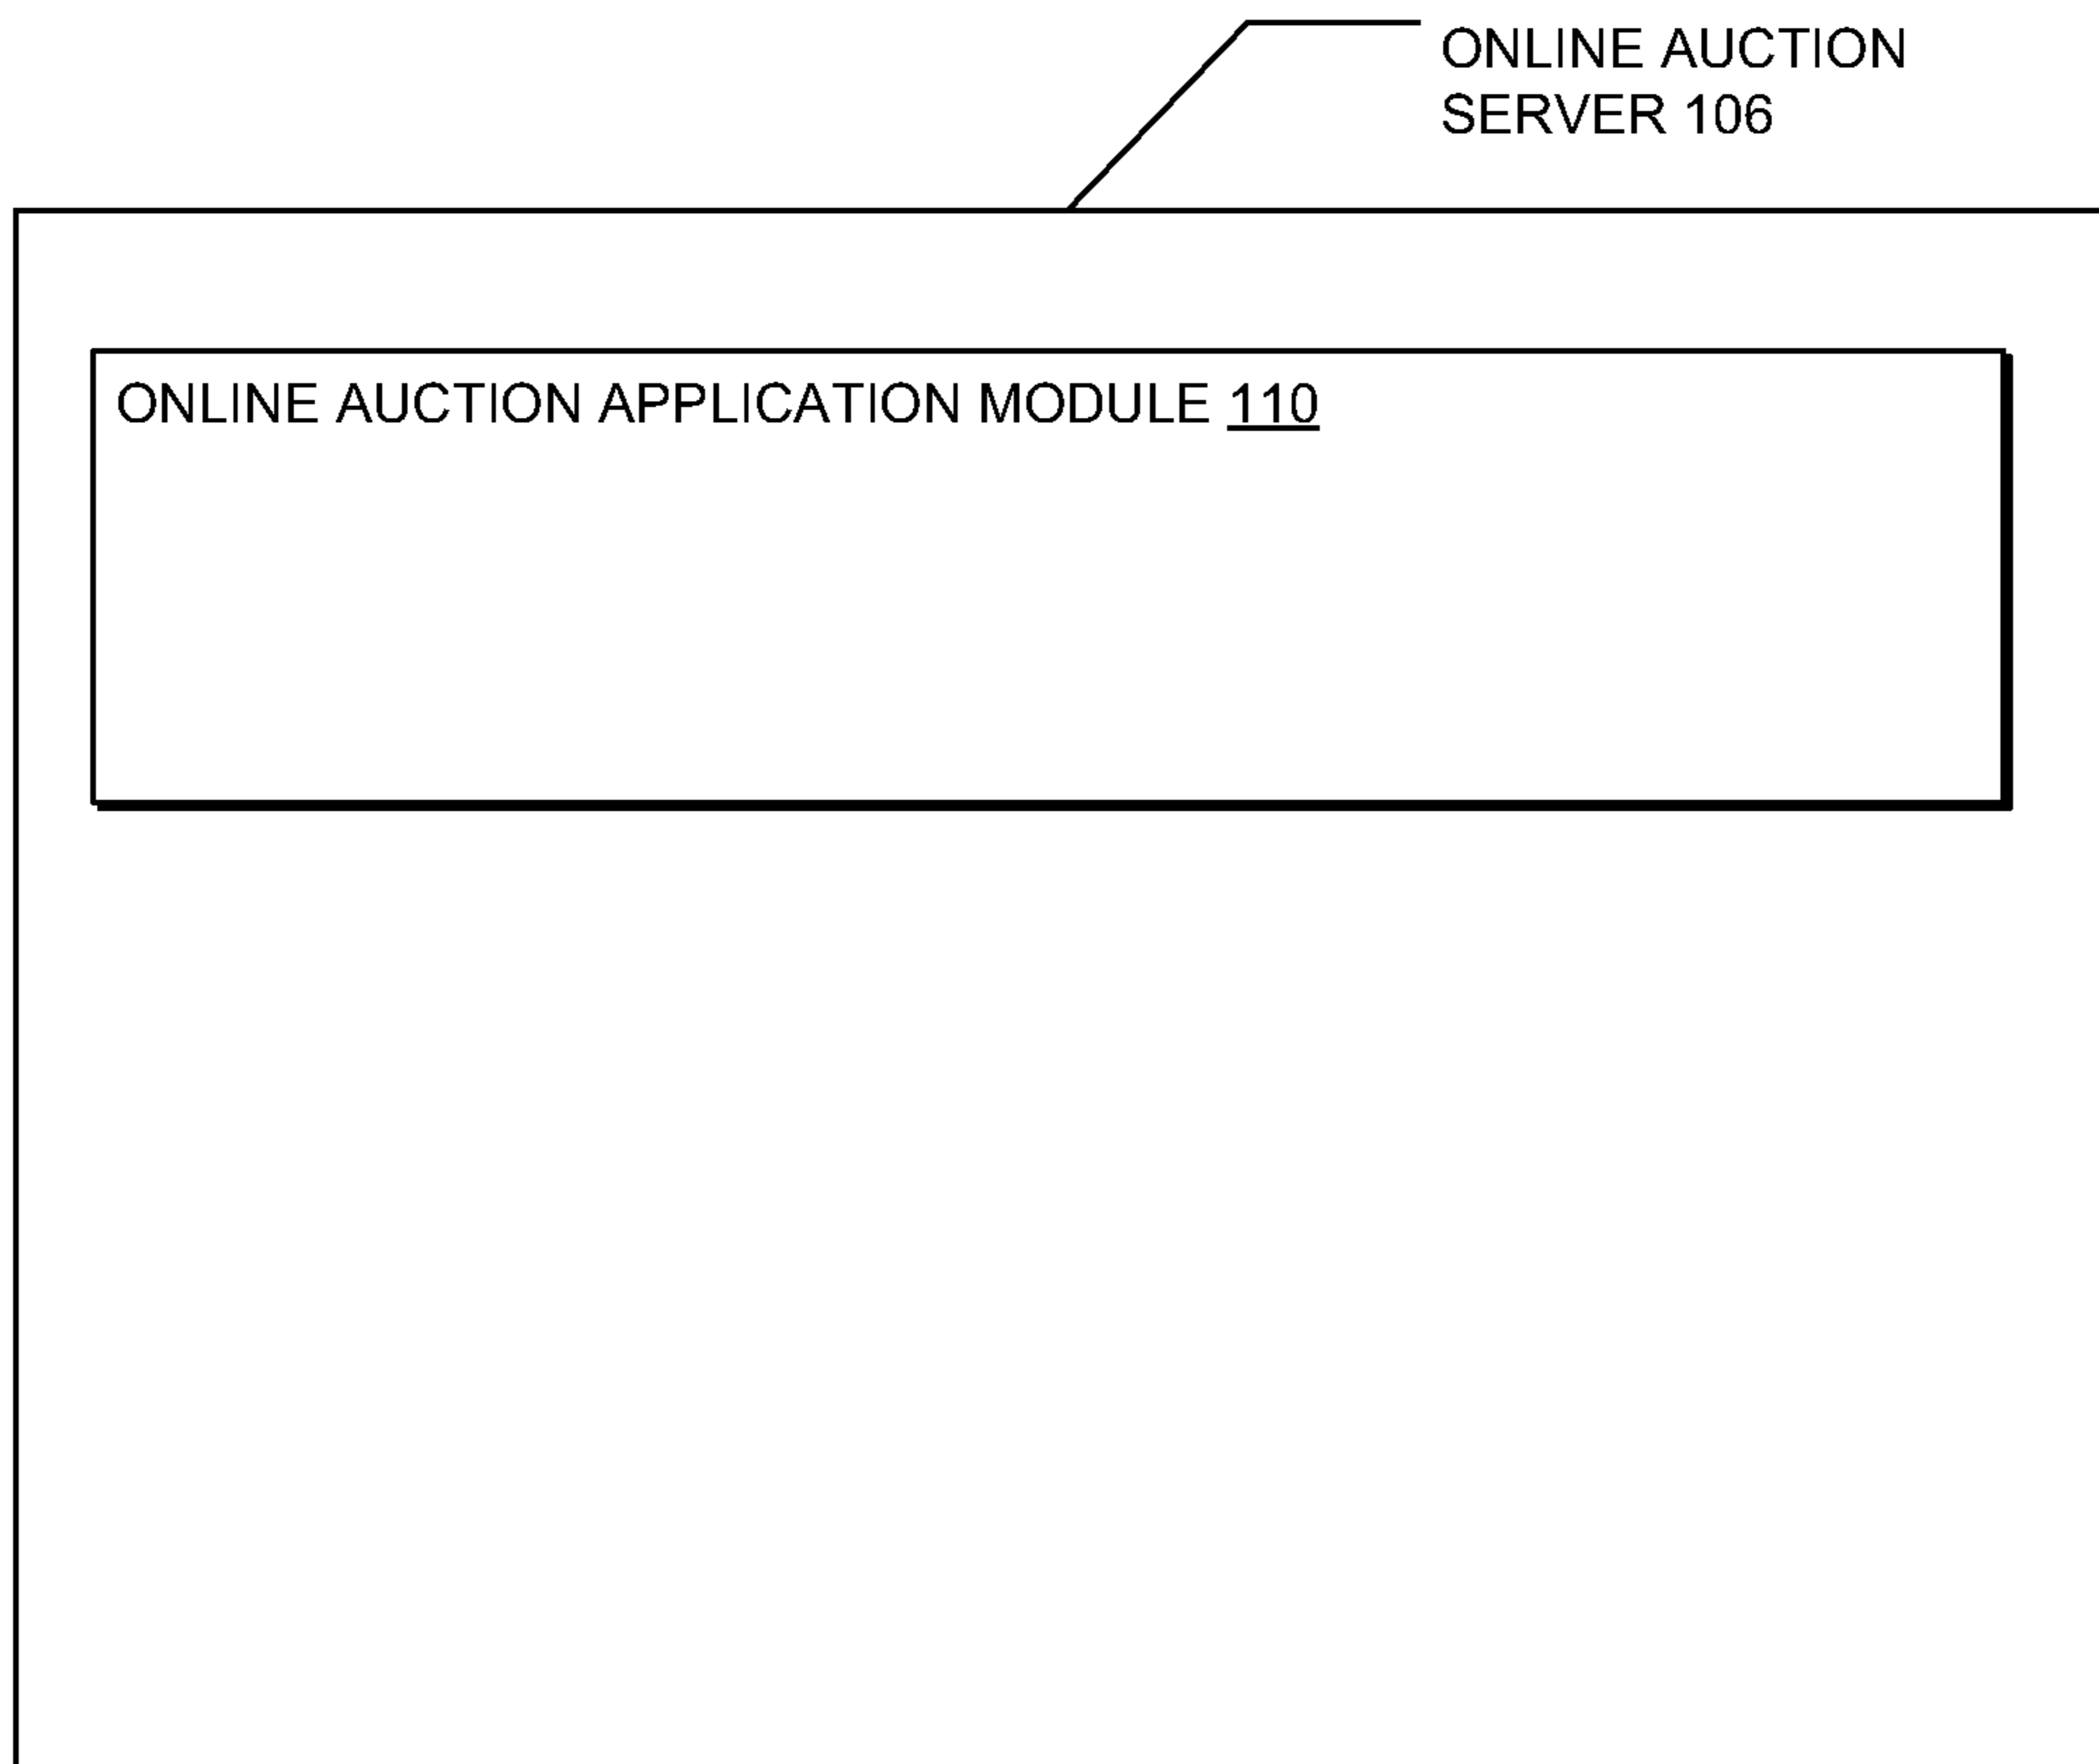 ONLINE AUCTION
SERVER 106
ONLINE AUCTION APPLICATION MODULE 110